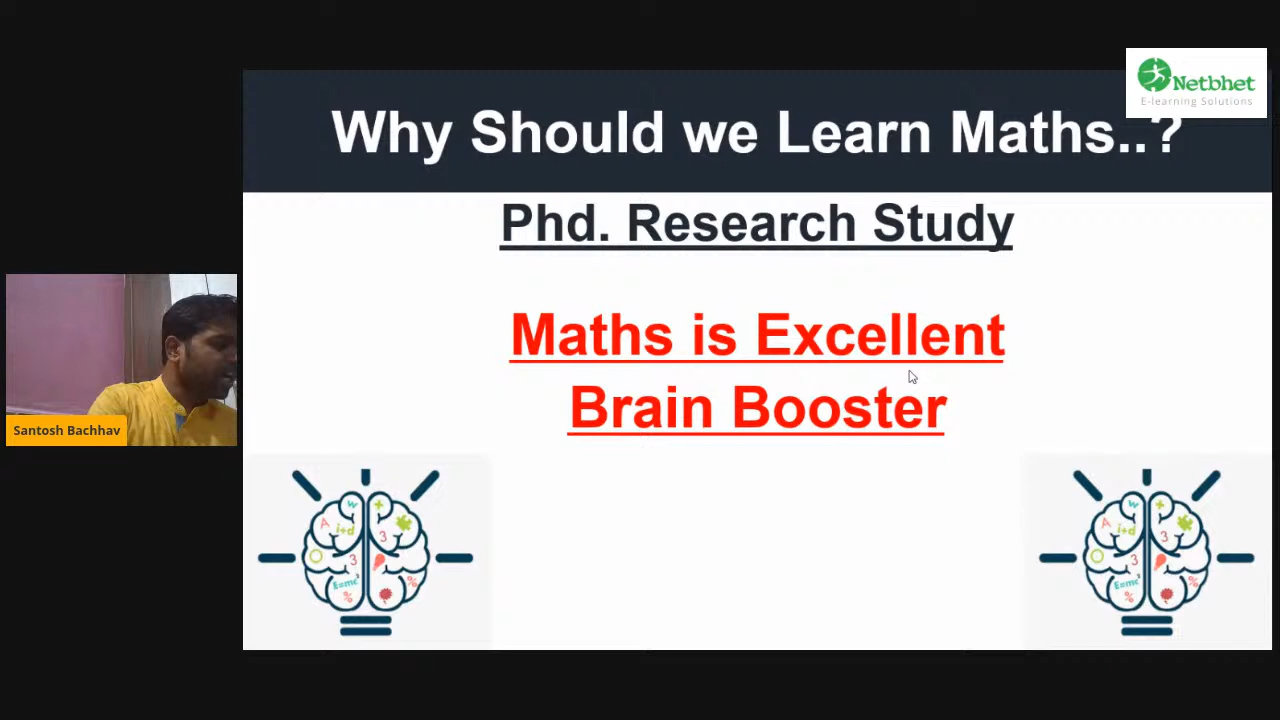 Netbhet
E-learning Solutions
Why Should we Learn Maths..?
Phd. Research Study
Maths is Excellent
Brain Booster
Santosh Bachhav